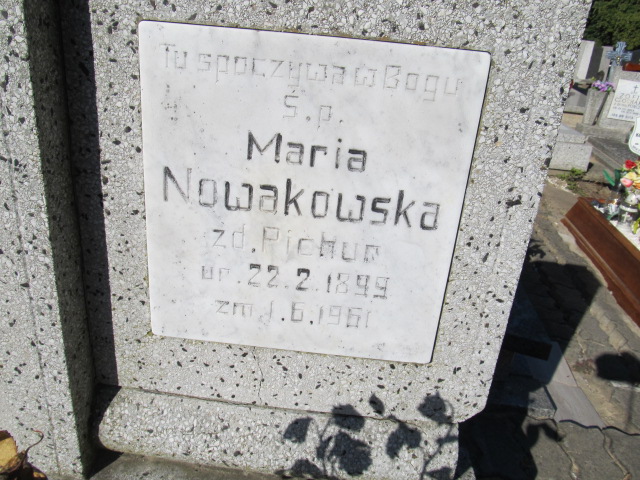 Tu spoczywa w Bogu
Ś.p.
Maria
Nowakowska
zd. Pichur
ur. 22.2.1899
zm 1.6.1961